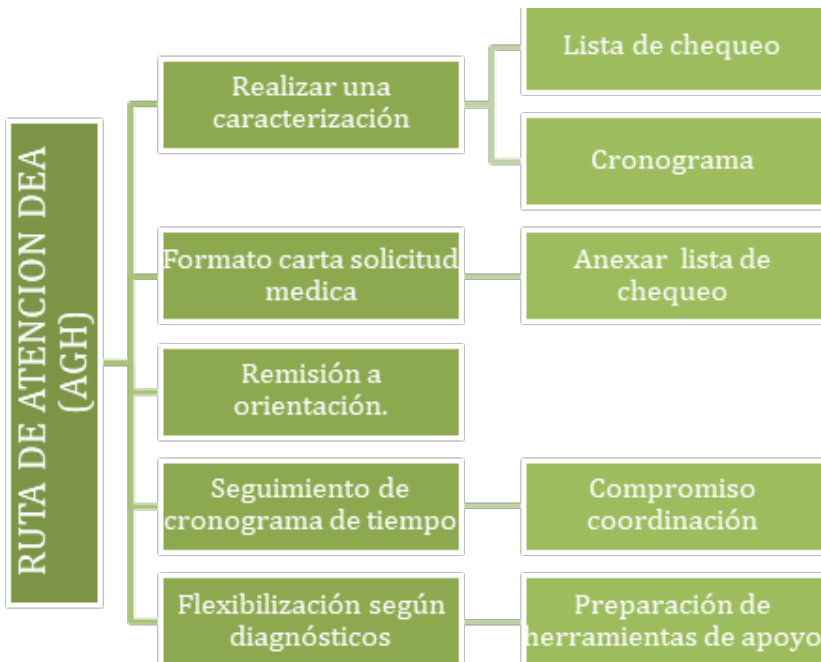 RUTA DE ATENCION DEA
(AGH)
Realizar una
caracterización
Lista de chequeo
Cronograma
Formato carta solicitud
medica
Anexar lista de
chequeo
Remisión a
orientación.
Seguimiento de
cronograma de tiempo
Compromiso
coordinación
Flexibilización según
diagnósticos
Preparación de
herramientas de apoyo